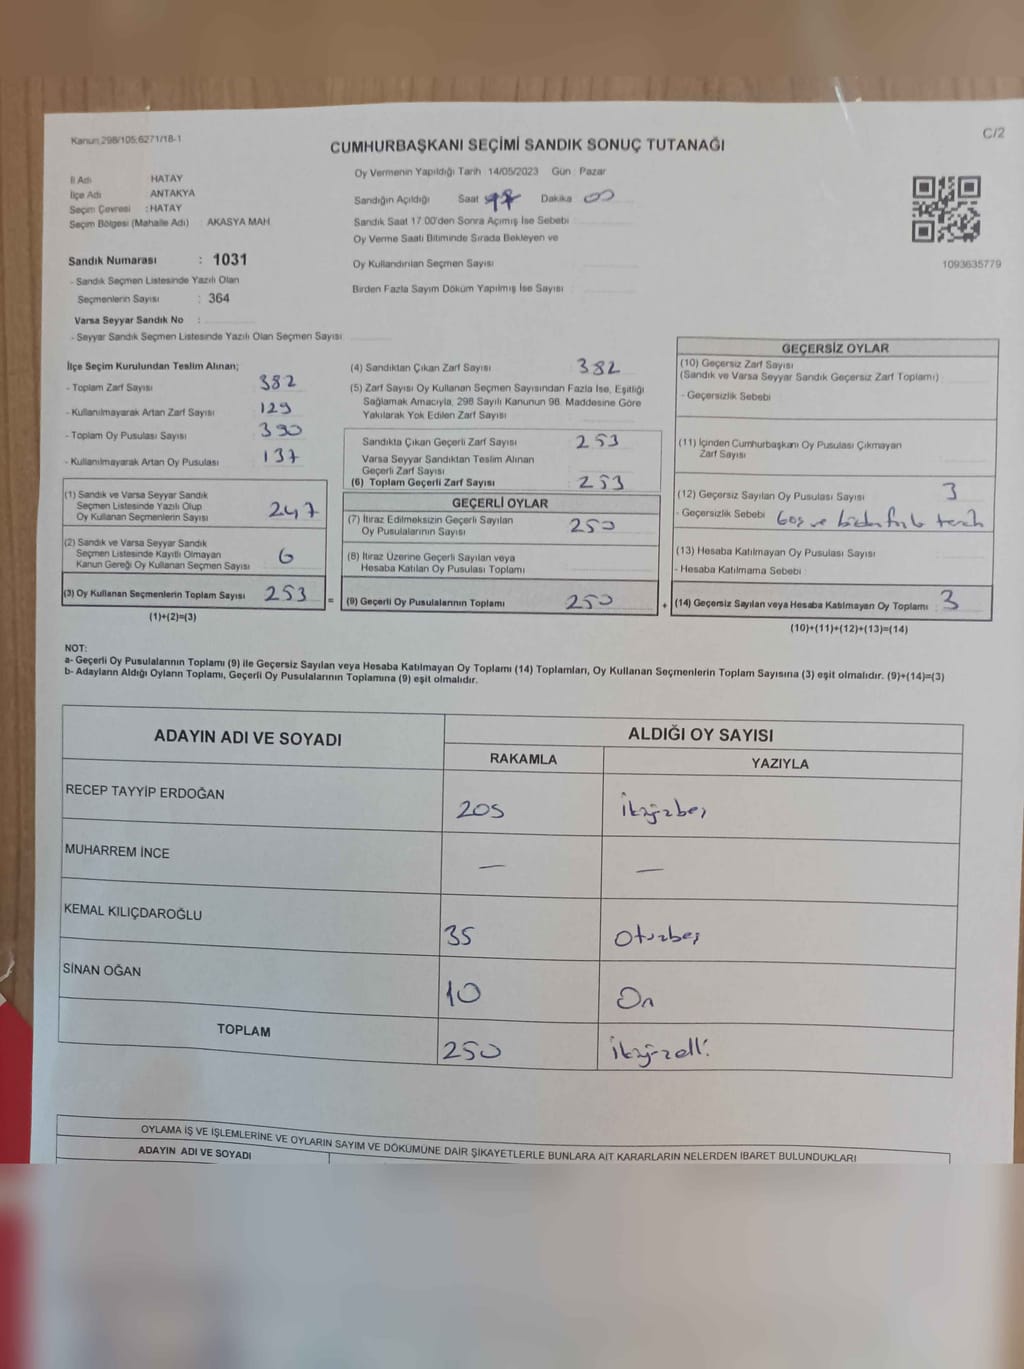 Kanun:298/105;6271/18-1
C/2
CUMHURBAŞKANI SEÇİMİ SANDIK SONUÇ TUTANAĞI
İl Adı HATAY
İlçe Adı ANTAKYA
Seçim Çevresi : HATAY
Seçim Bölgesi (Mahalle Adı) AKASYA MAH
Oy Vermenin Yapıldığı Tarih 14/05/2023 Gün Pazar
Sandığın Açıldığı Saat Dakika 00
Sandık Saat 17.00'den Sonra Açımış İse Sebebi
Oy Verme Saati Bitiminde Sırada Bekleyen ve
Oy Kullandırılan Seçmen Sayısı
Birden Fazla Sayım Döküm Yapılmış İse Sayısı
1093635779
Sandık Numarası : 1031
- Sandık Seçmen Listesinde Yazılı Olan
Seçmenlerin Sayısı : 364
Varsa Seyyar Sandık No :
- Seyyar Sandık Seçmen Listesinde Yazılı Olan Seçmen Sayısı
İlçe Seçim Kurulundan Teslim Alınan;
- Toplam Zarf Sayısı 382
- Kullanılmayarak Artan Zarf Sayısı 129
- Toplam Oy Pusulası Sayısı 390
- Kullanılmayarak Artan Oy Pusulası 137
(1) Sandık ve Varsa Seyyar Sandık
Seçmen Listesinde Yazılı Olup
Oy Kullanan Seçmenlerin Sayısı 247
(2) Sandık ve Varsa Seyyar Sandık
Seçmen Listesinde Kayıtlı Olmayan
Kanun Gereği Oy Kullanan Seçmen Sayısı 6
(3) Oy Kullanan Seçmenlerin Toplam Sayısı 253 =
(1)+(2)=(3)
(4) Sandıktan Çıkan Zarf Sayısı 382
(5) Zarf Sayısı Oy Kullanan Seçmen Sayısından Fazla İse, Eşitliği
Sağlamak Amacıyla, 298 Sayılı Kanunun 98. Maddesine Göre
Yakılarak Yok Edilen Zarf Sayısı
Sandıkta Çıkan Geçerli Zarf Sayısı 253
Varsa Seyyar Sandıktan Teslim Alınan
Geçerli Zarf Sayısı
(6) Toplam Geçerli Zarf Sayısı 253
GEÇERLİ OYLAR
(7) İtiraz Edilmeksizin Geçerli Sayılan
Oy Pusulalarının Sayısı 250
(8) İtiraz Üzerine Geçerli Sayılan veya
Hesaba Katılan Oy Pusulası Toplamı
(9) Geçerli Oy Pusulalarının Toplamı 250 +
GEÇERSİZ OYLAR
(10) Geçersiz Zarf Sayısı
(Sandık ve Varsa Seyyar Sandık Geçersiz Zarf Toplamı)
- Geçersizlik Sebebi
(11) İçinden Cumhurbaşkanı Oy Pusulası Çıkmayan
Zarf Sayısı
(12) Geçersiz Sayılan Oy Pusulası Sayısı 3
- Geçersizlik Sebebi boş ve birden fazla tercih
(13) Hesaba Katılmayan Oy Pusulası Sayısı
- Hesaba Katılmama Sebebi :
(14) Geçersiz Sayılan veya Hesaba Katılmayan Oy Toplamı 3
(10)+(11)+(12)+(13)=(14)
NOT:
a- Geçerli Oy Pusulalarının Toplamı (9) ile Geçersiz Sayılan veya Hesaba Katılmayan Oy Toplamı (14) Toplamları, Oy Kullanan Seçmenlerin Toplam Sayısına (3) eşit olmalıdır. (9)+(14)=(3)
b- Adayların Aldığı Oyların Toplamı, Geçerli Oy Pusulalarının Toplamına (9) eşit olmalıdır.
ADAYIN ADI VE SOYADI ALDIĞI OY SAYISI
RAKAMLA YAZIYLA
RECEP TAYYİP ERDOĞAN 205 İkiyüzbeş
MUHARREM İNCE — —
KEMAL KILIÇDAROĞLU 35 Otuzbeş
SİNAN OĞAN 10 On
TOPLAM 250 İkiyüzelli
OYLAMA İŞ VE İŞLEMLERİNE VE OYLARIN SAYIM VE DÖKÜMÜNE DAİR ŞİKAYETLERLE BUNLARA AİT KARARLARIN NELERDEN İBARET BULUNDUKLARI
ADAYIN ADI VE SOYADI